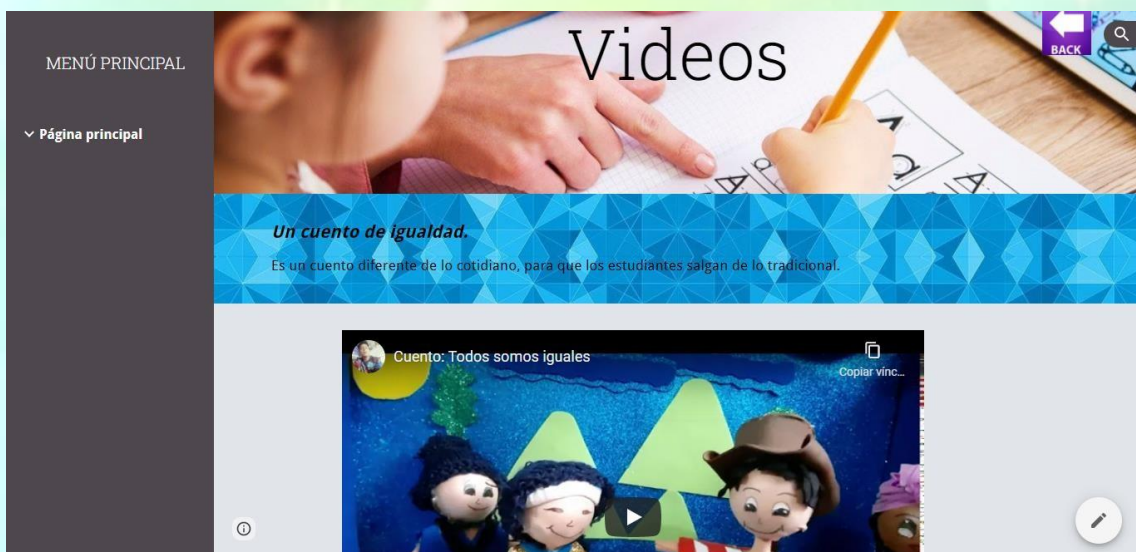 Videos
BACK
MENÚ PRINCIPAL
Página principal
Un cuento de igualdad.
Es un cuento diferente de lo cotidiano, para que los estudiantes salgan de lo tradicional.
Cuento: Todos somos iguales
Copiar vínc...
A
A
A